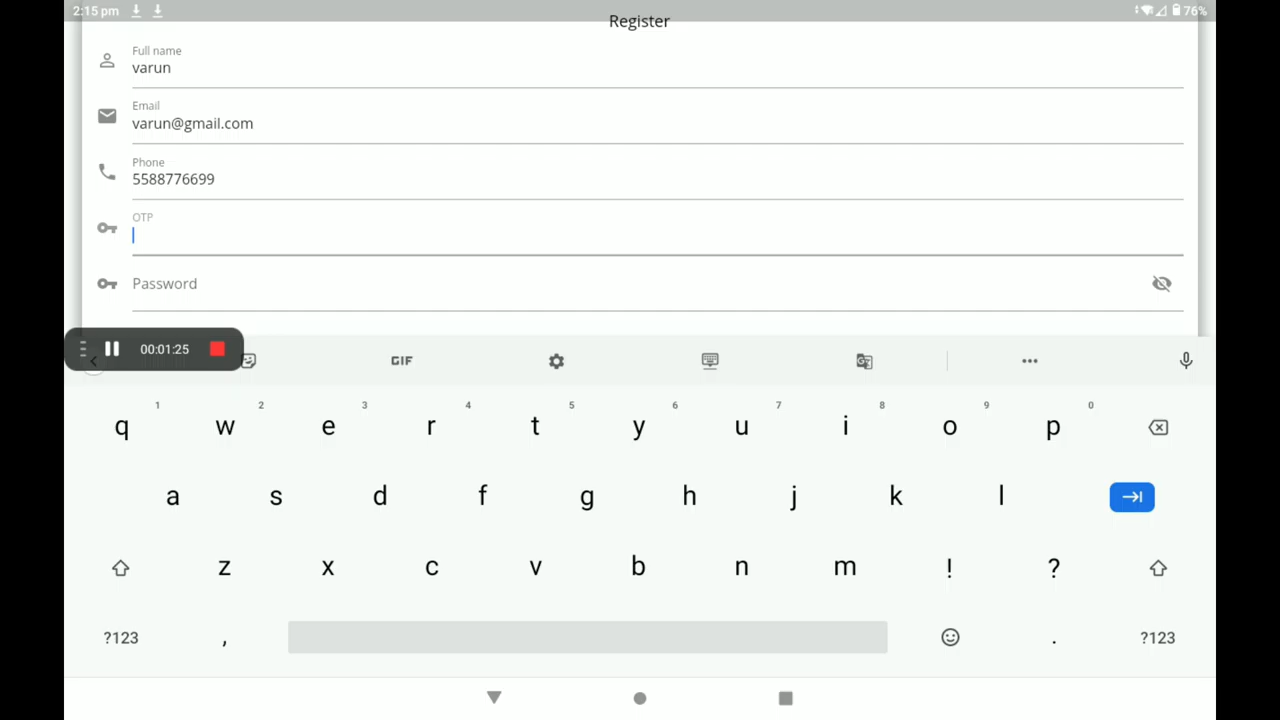 2:15 pm 76%
Register
Full name
varun
Email
varun@gmail.com
Phone
5588776699
OTP
Password
00:01:25
GIF
1 2 3 4 5 6 7 8 9 0
q w e r t y u i o p
a s d f g h j k l
z x c v b n m ! ?
?123 , . ?123